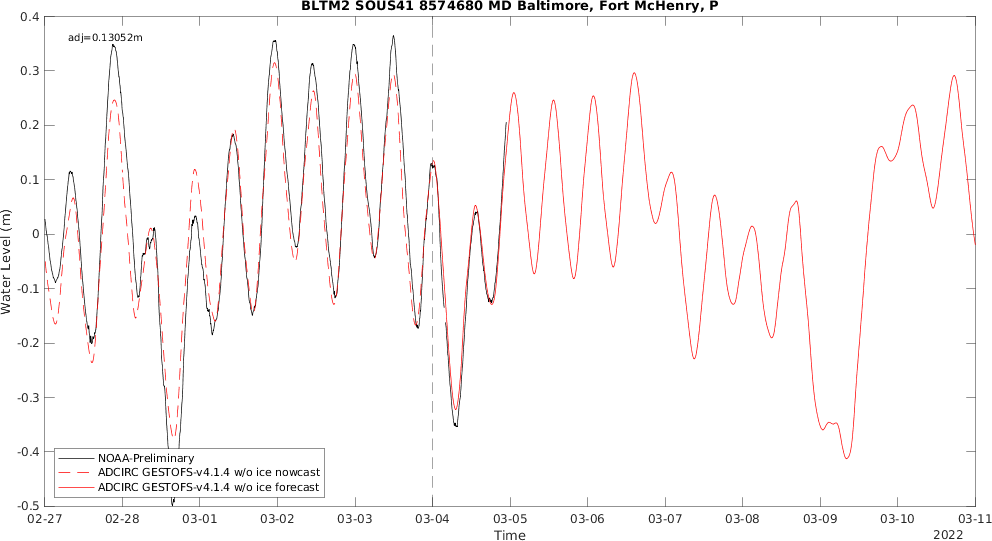 BLTM2 SOUS41 8574680 MD Baltimore, Fort McHenry, P
adj=0.13052m
0.4
0.3
0.2
0.1
0
-0.1
-0.2
-0.3
-0.4
-0.5
Water Level (m)
NOAA-Preliminary
ADCIRC GESTOFS-v4.1.4 w/o ice nowcast
ADCIRC GESTOFS-v4.1.4 w/o ice forecast
02-27 02-28 03-01 03-02 03-03 03-04 03-05 03-06 03-07 03-08 03-09 03-10 03-11
Time
2022